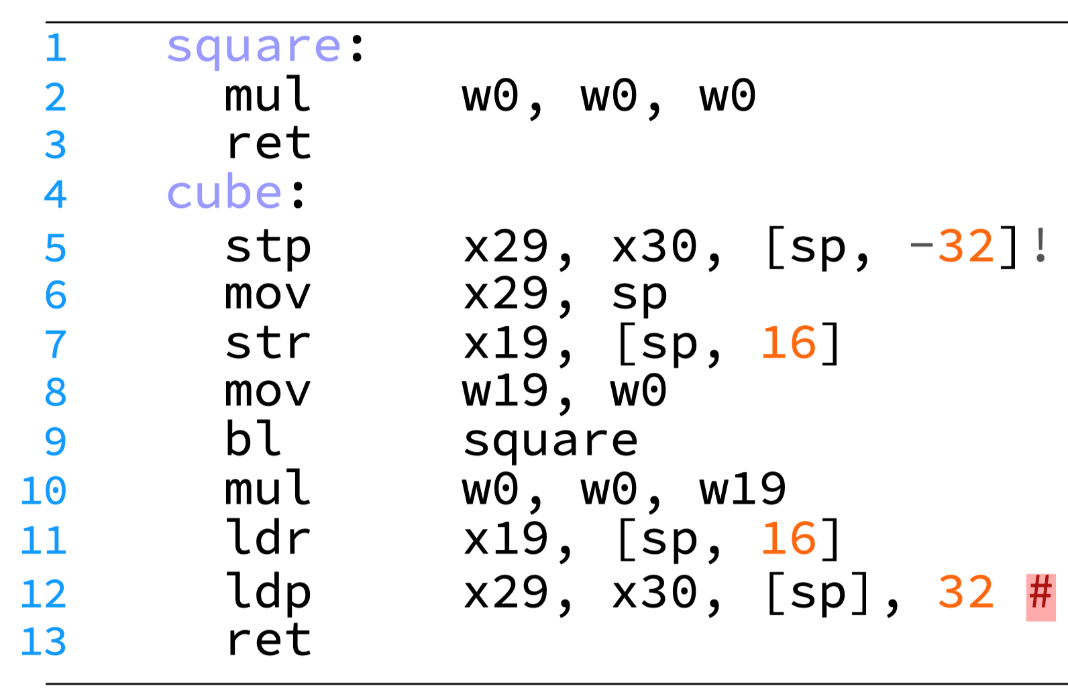 1 square:
2 mul w0, w0, w0
3 ret
4 cube:
5 stp x29, x30, [sp, -32]!
6 mov x29, sp
7 str x19, [sp, 16]
8 mov w19, w0
9 bl square
10 mul w0, w0, w19
11 ldr x19, [sp, 16]
12 ldp x29, x30, [sp], 32 #
13 ret